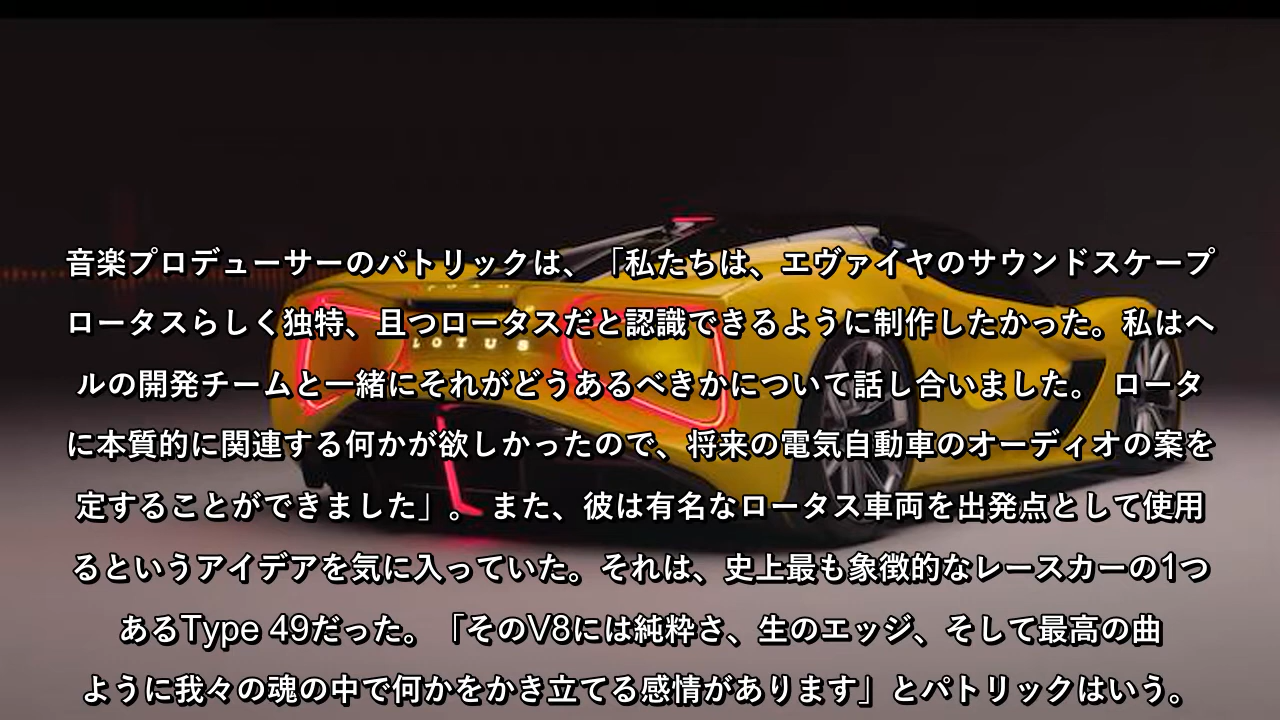 音楽プロデューサーのパトリックは、「私たちは、エヴァイヤのサウンドスケープ
ロータスらしく独特、且つロータスだと認識できるように制作したかった。私はヘ
ルの開発チームと一緒にそれがどうあるべきかについて話し合いました。 ロータ
に本質的に関連する何かが欲しかったので、将来の電気自動車のオーディオの案を
定することができました」。 また、彼は有名なロータス車両を出発点として使用
るというアイデアを気に入っていた。それは、史上最も象徴的なレースカーの1つ
あるType 49だった。「そのV8には純粋さ、生のエッジ、そして最高の曲
ように我々の魂の中で何かをかき立てる感情があります」とパトリックはいう。
LOTUS